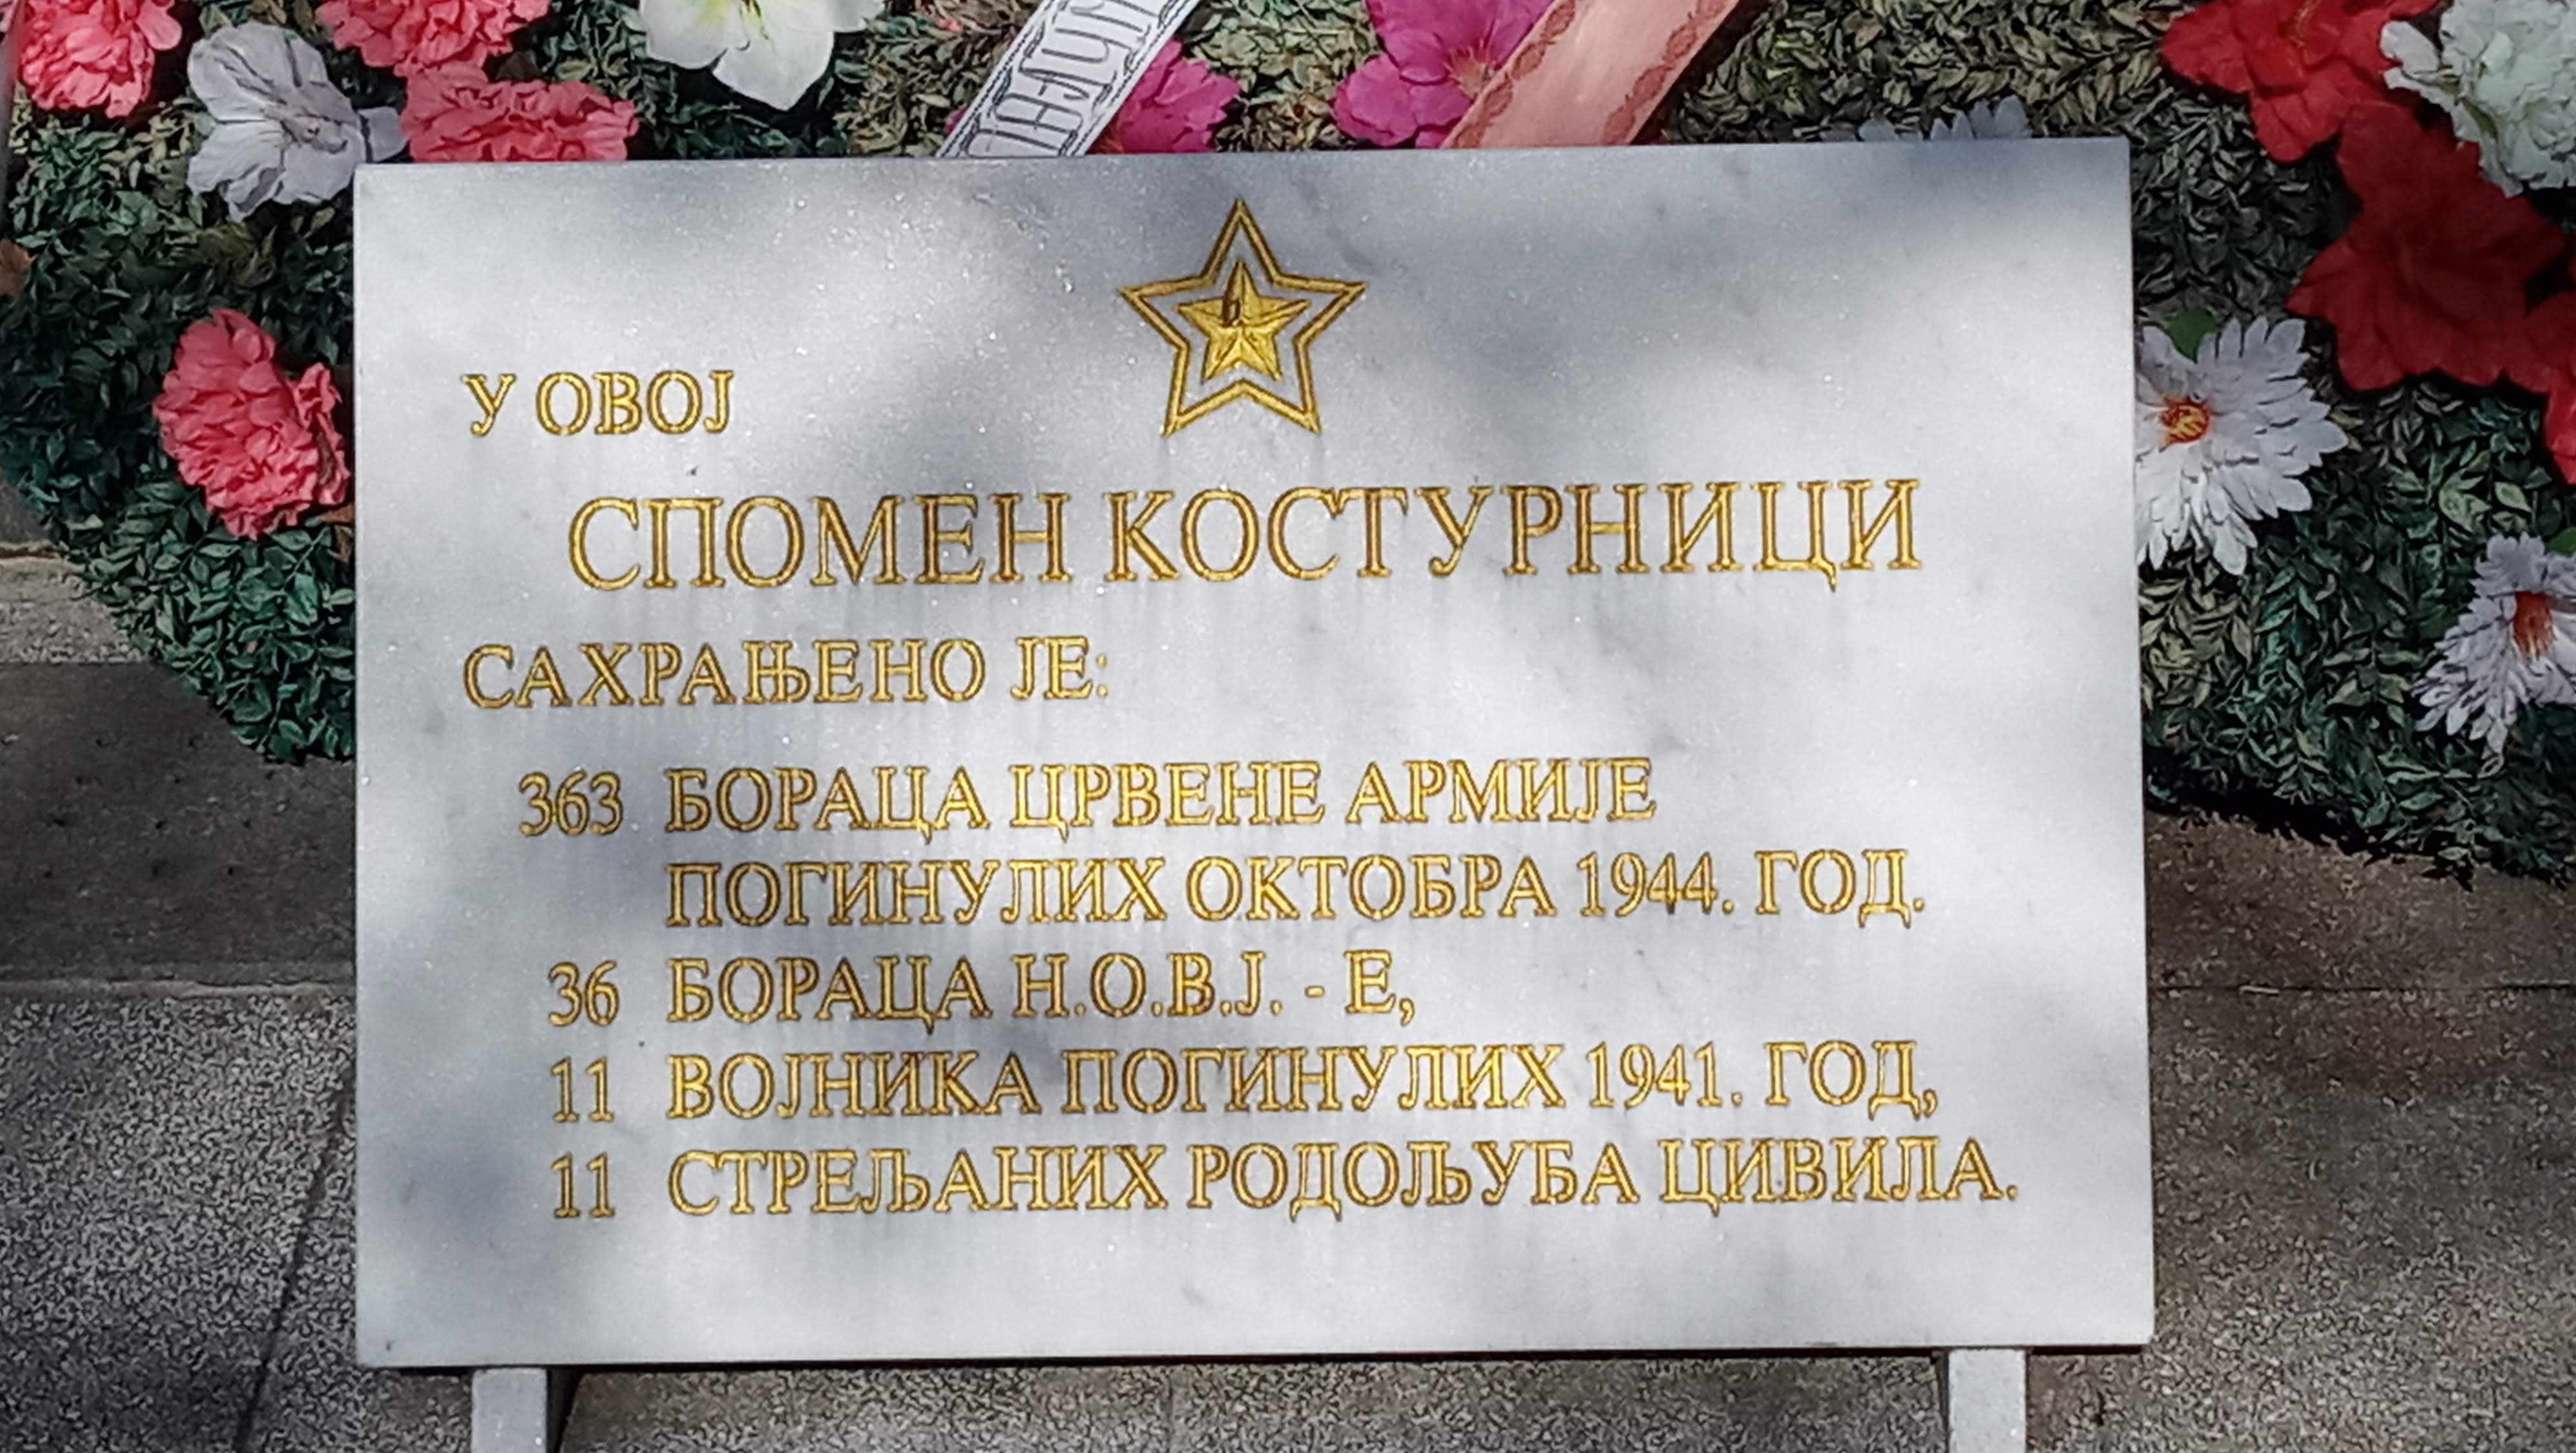 У ОВОЈ
СПОМЕН КОСТУРНИЦИ
САХРАЊЕНО ЈЕ:
363 БОРАЦА ЦРВЕНЕ АРМИЈЕ
ПОГИНУЛИХ ОКТОБРА 1944. ГОД.
36 БОРАЦА Н.О.В.Ј. - Е,
11 ВОЈНИКА ПОГИНУЛИХ 1941. ГОД,
11 СТРЕЉАНИХ РОДОЉУБА ЦИВИЛА.